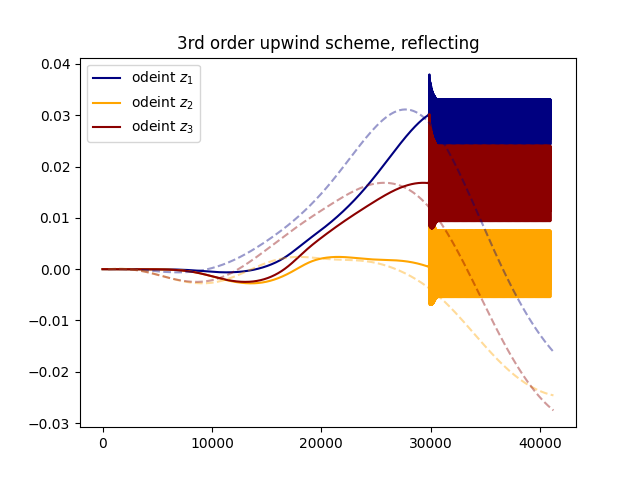 3rd order upwind scheme, reflecting
odeint z₁
odeint z₂
odeint z₃
0.04
0.03
0.02
0.01
0.00
−0.01
−0.02
−0.03
0 10000 20000 30000 40000